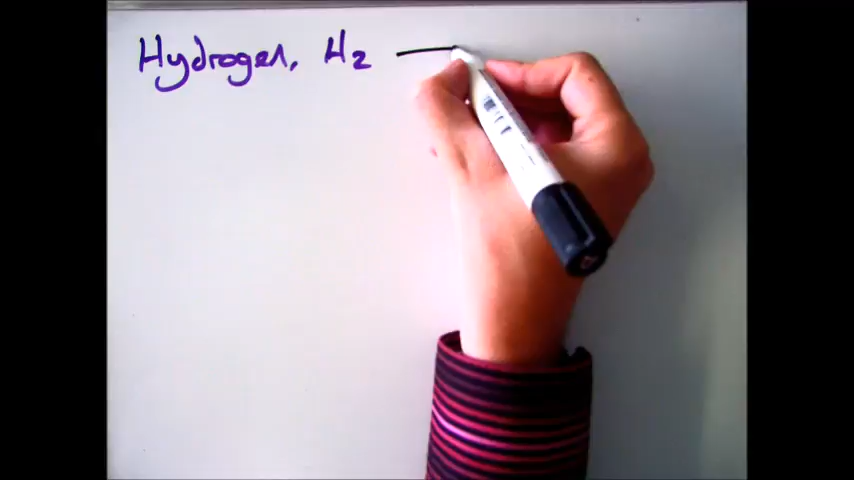 Hydrogen, H₂ —